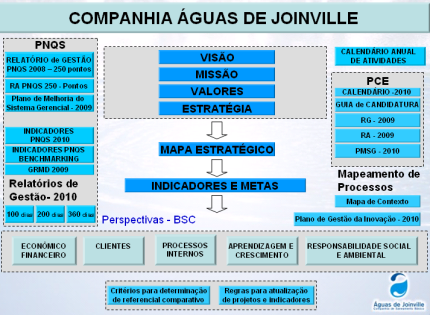 COMPANHIA ÁGUAS DE JOINVILLE
PNQS
RELATÓRIO de GESTÃO
PNQS 2008 – 250 pontos
RA PNQS 250 - Pontos
Plano de Melhoria do
Sistema Gerencial - 2009
INDICADORES
PNQS 2010
INDICADORES PNQS
BENCHMARKING
GRMD 2009
Relatórios de
Gestão- 2010
100 dias
200 dias
360 dias
VISÃO
MISSÃO
VALORES
ESTRATÉGIA
MAPA ESTRATÉGICO
INDICADORES E METAS
Perspectivas - BSC
CALENDÁRIO ANUAL
DE ATIVIDADES
PCE
CALENDÁRIO -2010
GUIA de CANDIDATURA
RG - 2009
RA - 2009
PMSG - 2010
Mapeamento de
Processos
Mapa de Contexto
Plano de Gestão da Inovação - 2010
ECONÔMICO
FINANCEIRO
CLIENTES
PROCESSOS
INTERNOS
APRENDIZAGEM E
CRESCIMENTO
RESPONSABILIDADE SOCIAL
E AMBIENTAL
Critérios para determinação
de referencial comparativo
Regras para atualização
de projetos e indicadores
Águas de Joinville